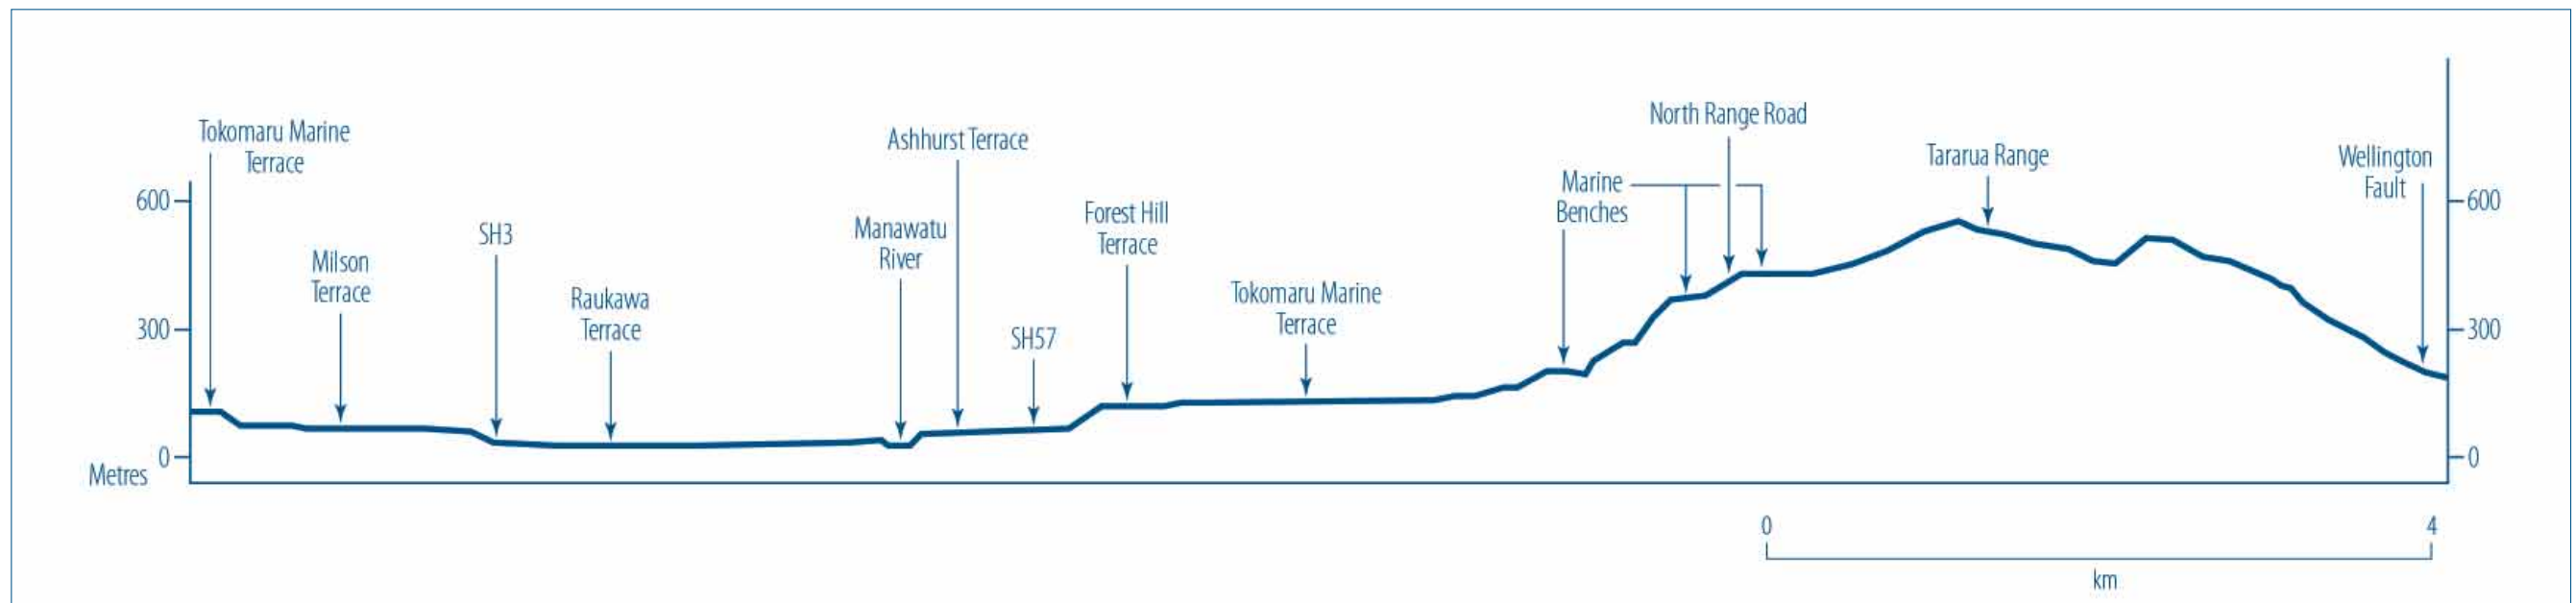 North Range Road
Tokomaru Marine
Terrace
Ashhurst Terrace
Tararua Range
Wellington
Fault
Marine
Benches
600
600
Forest Hill
Terrace
Manawatu
River
SH3
Milson
Terrace
Raukawa
Terrace
Tokomaru Marine
Terrace
SH57
300
300
0
0
Metres
0
4
km